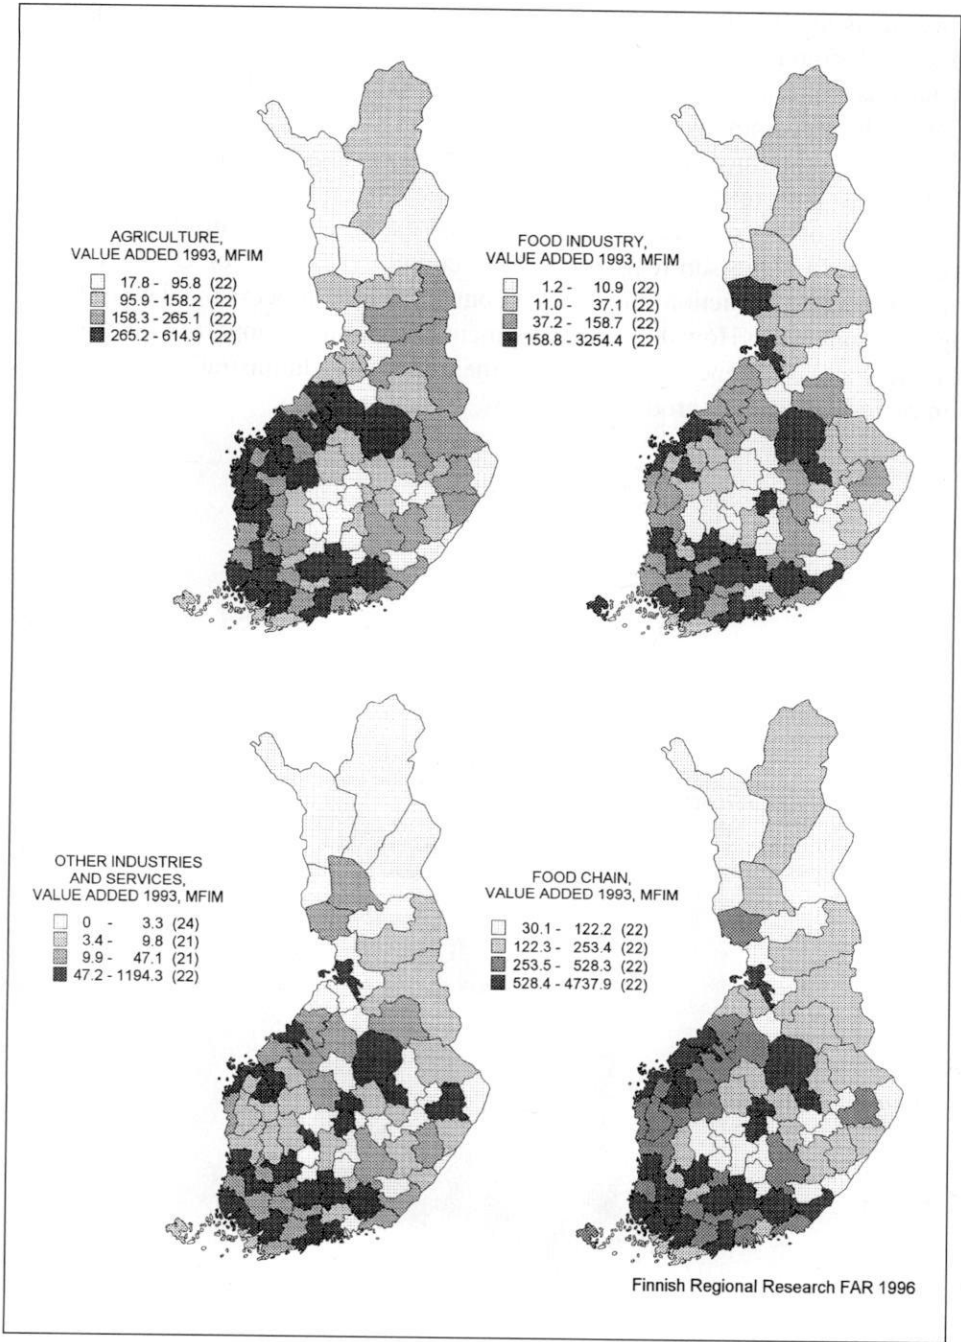 AGRICULTURE,
VALUE ADDED 1993, MFIM
17.8 - 95.8 (22)
95.9 - 158.2 (22)
158.3 - 265.1 (22)
265.2 - 614.9 (22)
FOOD INDUSTRY,
VALUE ADDED 1993, MFIM
1.2 - 10.9 (22)
11.0 - 37.1 (22)
37.2 - 158.7 (22)
158.8 - 3254.4 (22)
OTHER INDUSTRIES
AND SERVICES,
VALUE ADDED 1993, MFIM
0 - 3.3 (24)
3.4 - 9.8 (21)
9.9 - 47.1 (21)
47.2 - 1194.3 (22)
FOOD CHAIN,
VALUE ADDED 1993, MFIM
30.1 - 122.2 (22)
122.3 - 253.4 (22)
253.5 - 528.3 (22)
528.4 - 4737.9 (22)
Finnish Regional Research FAR 1996